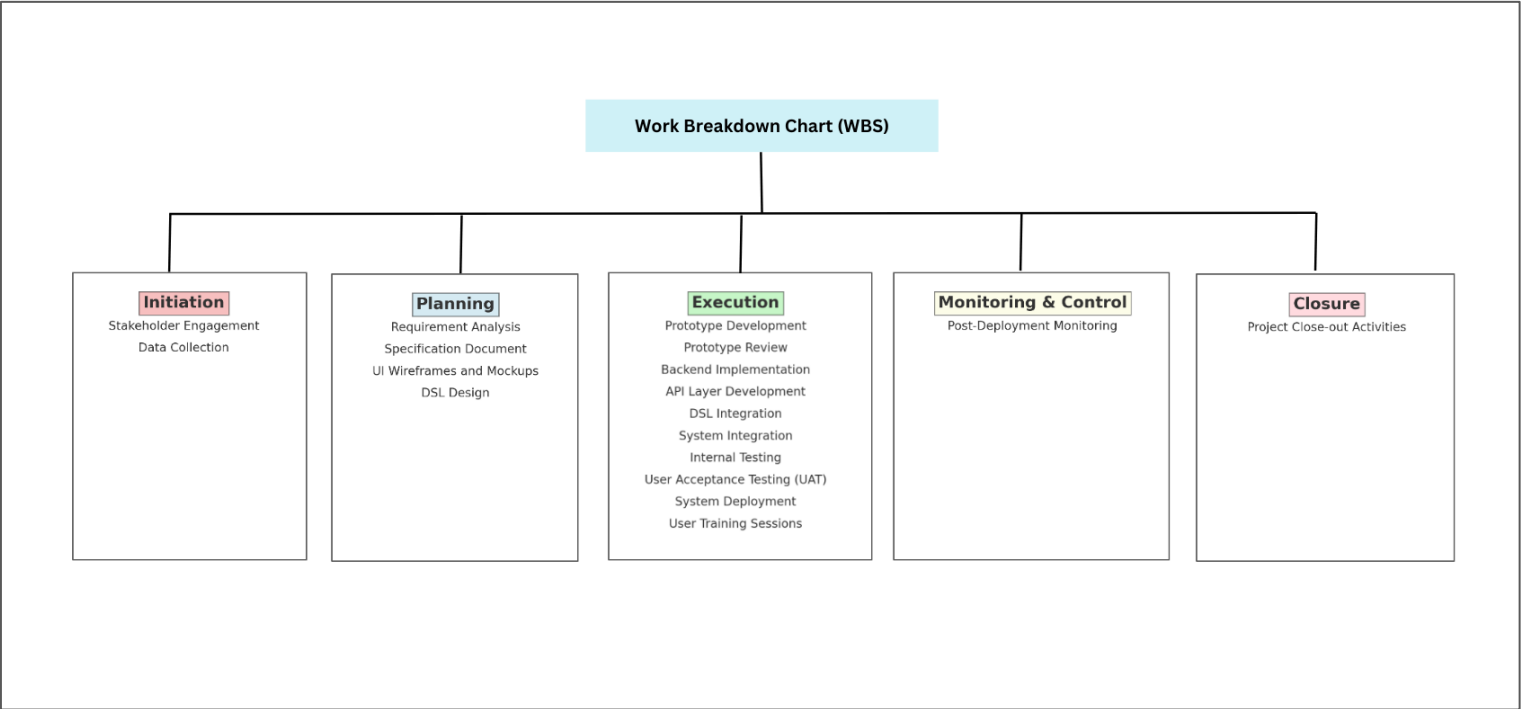 Work Breakdown Chart (WBS)
Initiation
Stakeholder Engagement
Data Collection
Planning
Requirement Analysis
Specification Document
UI Wireframes and Mockups
DSL Design
Execution
Prototype Development
Prototype Review
Backend Implementation
API Layer Development
DSL Integration
System Integration
Internal Testing
User Acceptance Testing (UAT)
System Deployment
User Training Sessions
Monitoring & Control
Post-Deployment Monitoring
Closure
Project Close-out Activities